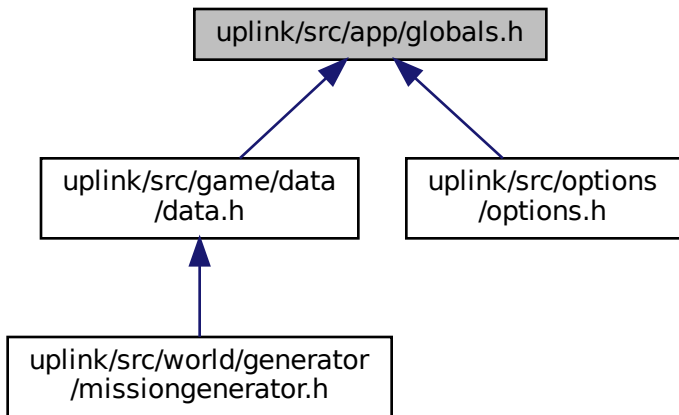 uplink/src/app/globals.h
uplink/src/game/data
/data.h
uplink/src/options
/options.h
uplink/src/world/generator
/missiongenerator.h